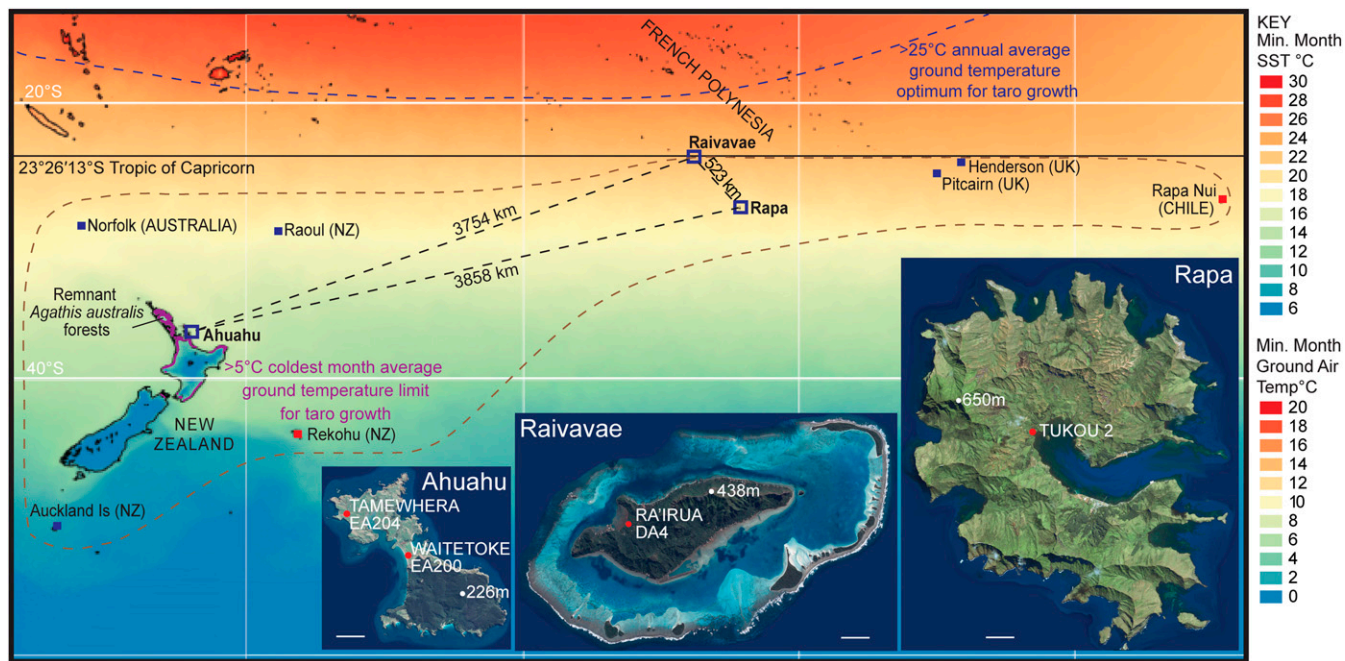 FRENCH POLYNESIA
>25°C annual average
ground temperature
optimum for taro growth
20°S
23°26'13"S Tropic of Capricorn
Raivavae
523 km
Rapa
Henderson (UK)
Pitcairn (UK)
Rapa Nui
(CHILE)
Norfolk (AUSTRALIA)
Raoul (NZ)
3754 km
3858 km
Remnant
Agathis australis
forests
Ahuahu
40°S
>5°C coldest month average
ground temperature limit
for taro growth
NEW
ZEALAND
Rekohu (NZ)
Auckland Is (NZ)
Ahuahu
TAMEWHERA
EA204
WAITETOKE
EA200
226m
Raivavae
438m
RA'IRUA
DA4
Rapa
650m
TUKOU 2
KEY
Min. Month
SST °C
30
28
26
24
22
20
18
16
14
12
10
8
6
Min. Month
Ground Air
Temp°C
20
18
16
14
12
10
8
6
4
2
0